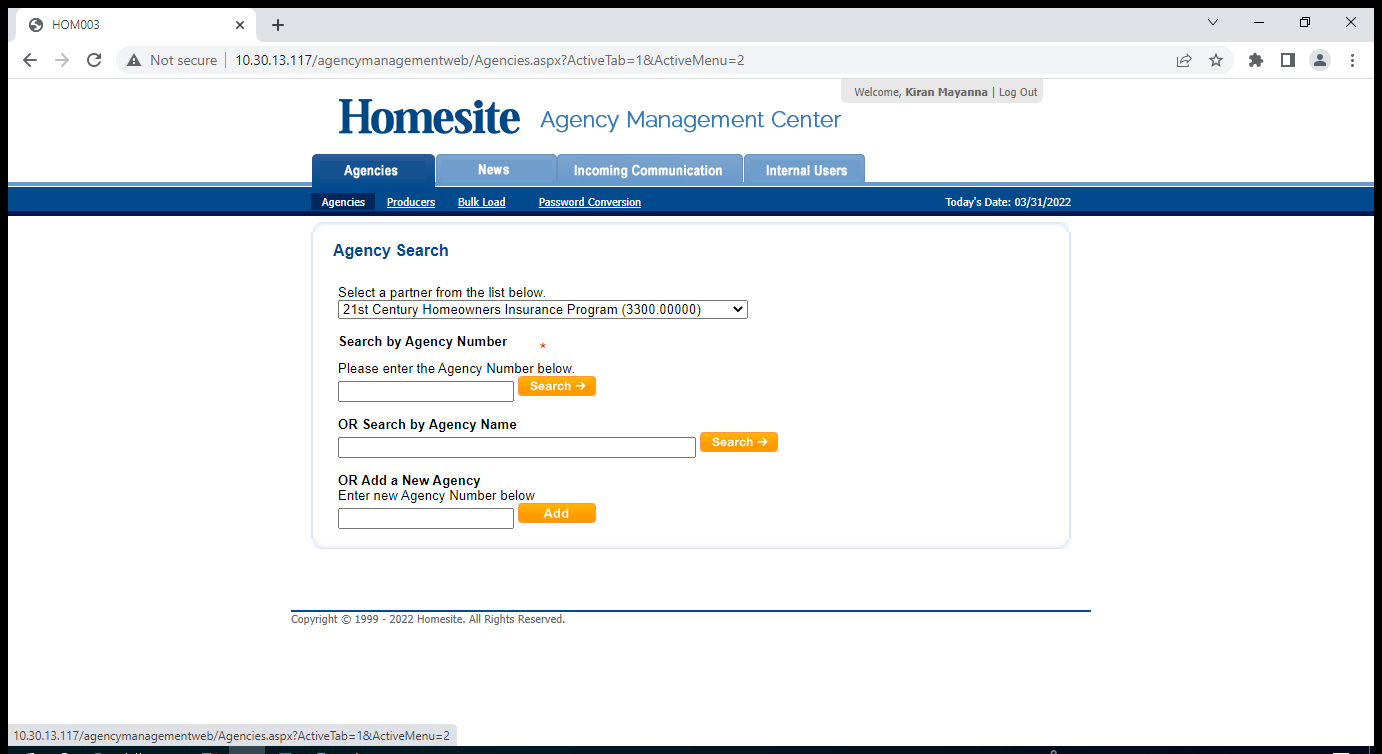 HOM003
Not secure
10.30.13.117/agencymanagementweb/Agencies.aspx?ActiveTab=1&ActiveMenu=2
Welcome, Kiran Mayanna | Log Out
Homesite Agency Management Center
Agencies News Incoming Communication Internal Users
Agencies Producers Bulk Load Password Conversion Today's Date: 03/31/2022
Agency Search
Select a partner from the list below.
21st Century Homeowners Insurance Program (3300.00000)
Search by Agency Number *
Please enter the Agency Number below.
Search →
OR Search by Agency Name
Search →
OR Add a New Agency
Enter new Agency Number below
Add
Copyright © 1999 - 2022 Homesite. All Rights Reserved.
10.30.13.117/agencymanagementweb/Agencies.aspx?ActiveTab=1&ActiveMenu=2